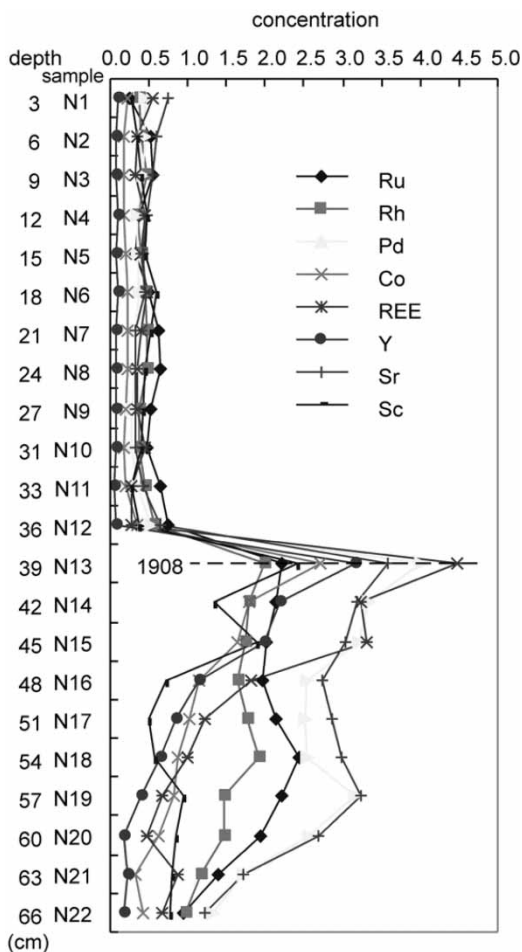 concentration
depth
sample
0.0 0.5 1.0 1.5 2.0 2.5 3.0 3.5 4.0 4.5 5.0
3 N1
6 N2
9 N3
12 N4
15 N5
18 N6
21 N7
24 N8
27 N9
31 N10
33 N11
36 N12
39 N13
1908
42 N14
45 N15
48 N16
51 N17
54 N18
57 N19
60 N20
63 N21
66 N22
(cm)
Ru
Rh
Pd
Co
REE
Y
Sr
Sc